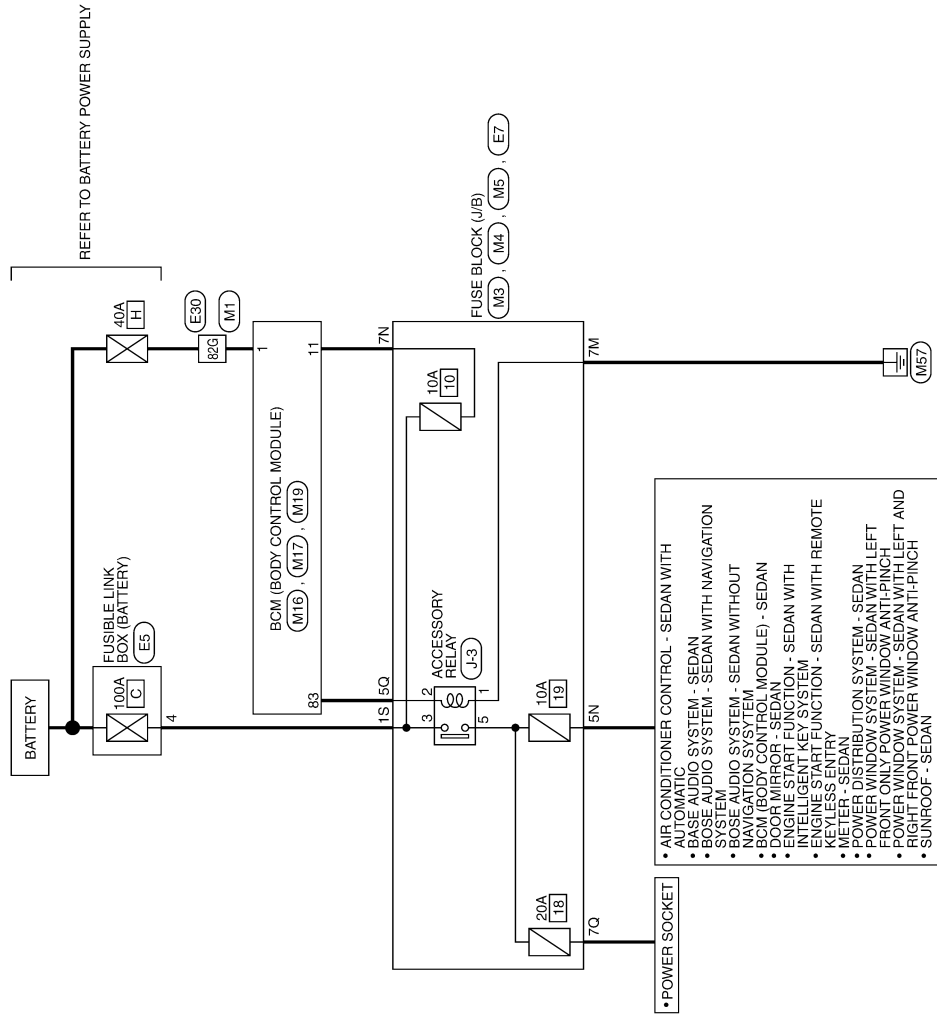 REFER TO BATTERY POWER SUPPLY
BATTERY
FUSIBLE LINK
BOX (BATTERY)
E5
100A
C
4
40A
H
E30
82G
M1
BCM (BODY CONTROL MODULE)
M16 , M17 , M19
1
11
83
FUSE BLOCK (J/B)
M3 , M4 , M5 , E7
1S
5Q
7N
10A
10
ACCESSORY
RELAY
J-3
3
2
5
1
20A
18
10A
19
7Q
5N
7M
M57
• POWER SOCKET
• AIR CONDITIONER CONTROL - SEDAN WITH
AUTOMATIC
• BASE AUDIO SYSTEM - SEDAN
• BOSE AUDIO SYSTEM - SEDAN WITH NAVIGATION
SYSTEM
• BOSE AUDIO SYSTEM - SEDAN WITHOUT
NAVIGATION SYSYTEM
• BCM (BODY CONTROL MODULE) - SEDAN
• DOOR MIRROR - SEDAN
• ENGINE START FUNCTION - SEDAN WITH
INTELLIGENT KEY SYSTEM
• ENGINE START FUNCTION - SEDAN WITH REMOTE
KEYLESS ENTRY
• METER - SEDAN
• POWER DISTRIBUTION SYSTEM - SEDAN
• POWER WINDOW SYSTEM - SEDAN WITH LEFT
FRONT ONLY POWER WINDOW ANTI-PINCH
• POWER WINDOW SYSTEM - SEDAN WITH LEFT AND
RIGHT FRONT POWER WINDOW ANTI-PINCH
• SUNROOF - SEDAN